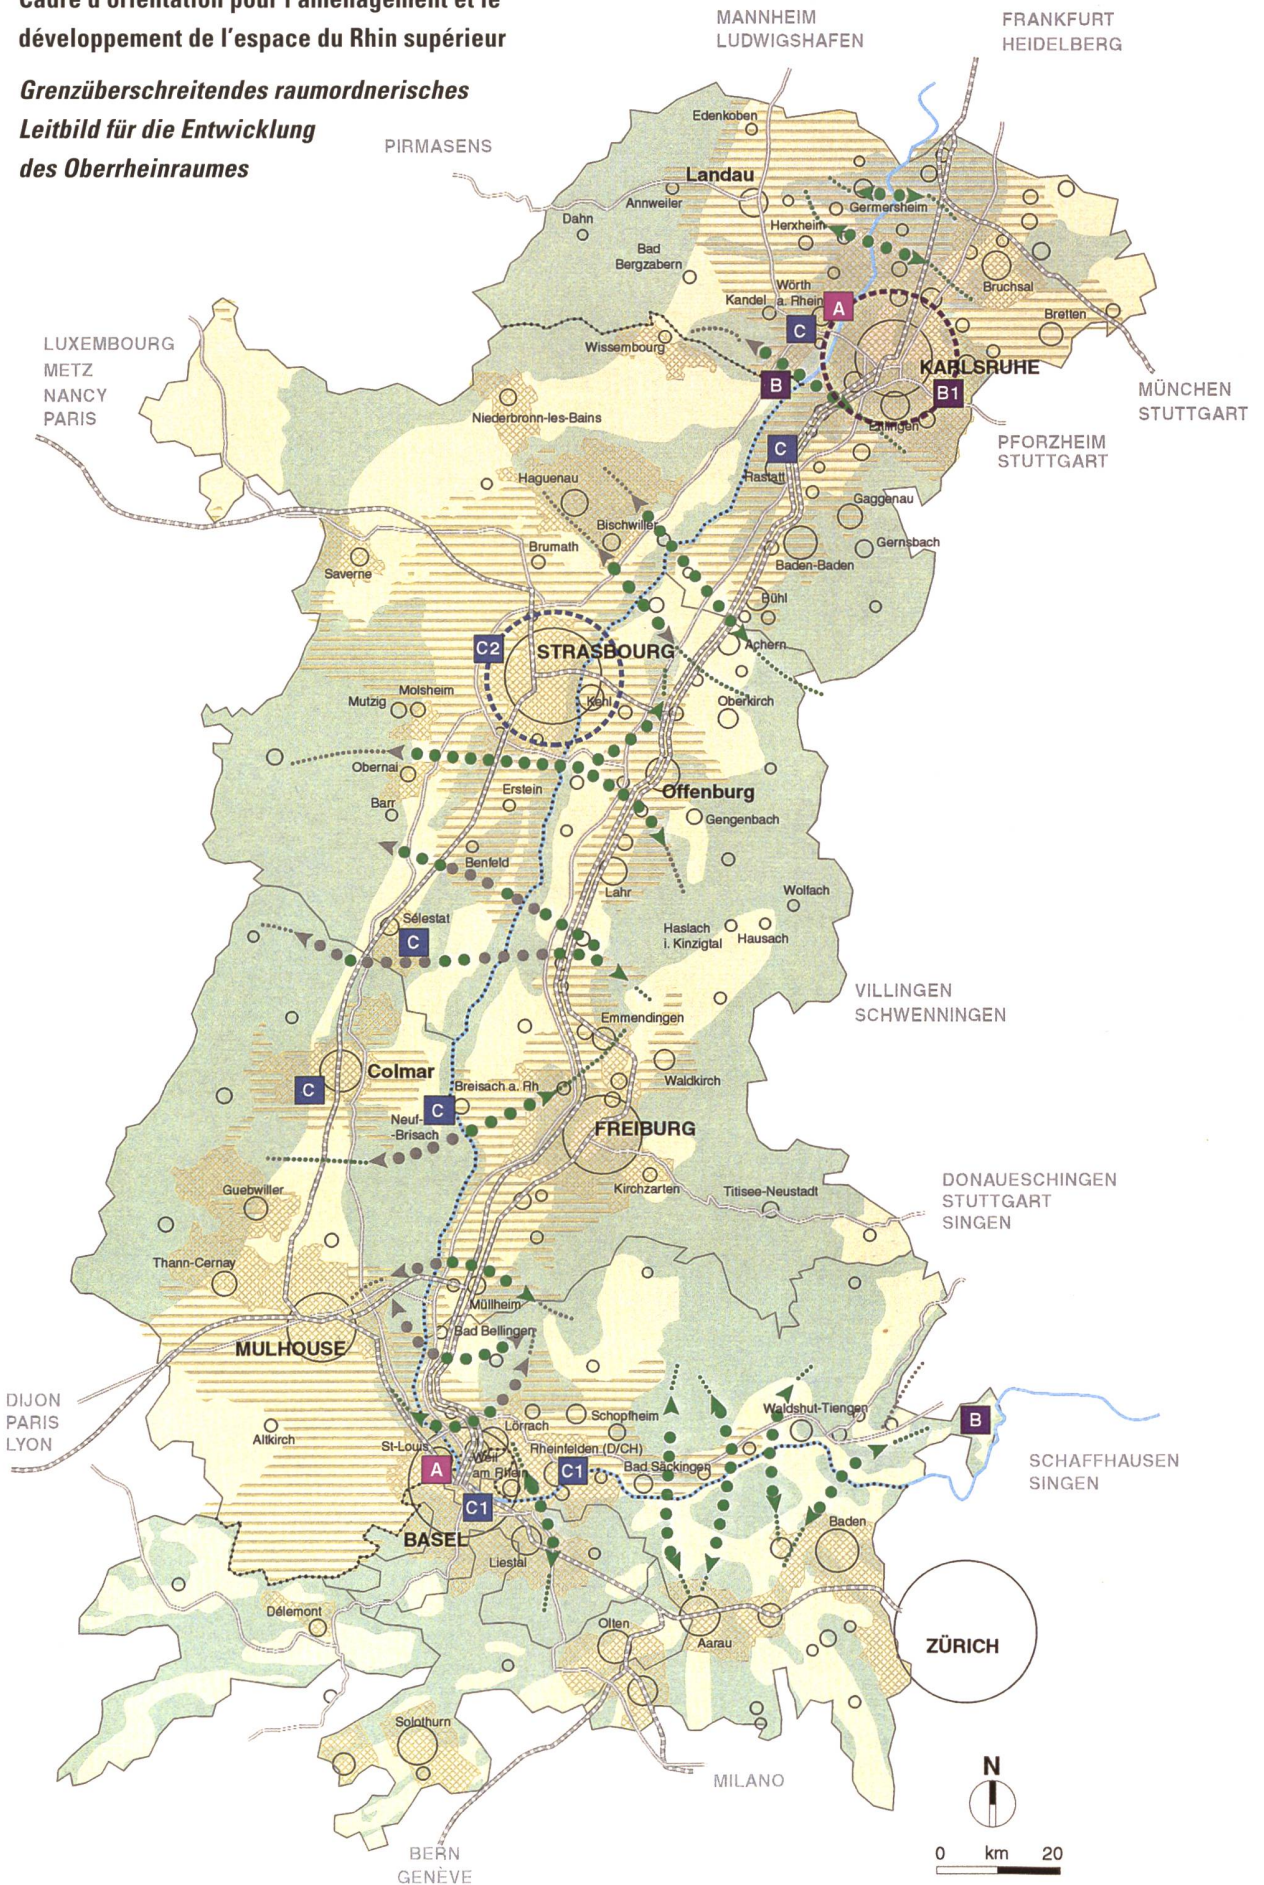 Cadre d'orientation pour l'aménagement et le
développement de l'espace du Rhin supérieur
Grenzüberschreitendes raumordnerisches
Leitbild für die Entwicklung
des Oberrheinraumes
MANNHEIM
LUDWIGSHAFEN
FRANKFURT
HEIDELBERG
PIRMASENS
Edenkoben
Landau
Annweiler
Germersheim
Dahn
Herxheim
Bad
Bergzabern
Bruchsal
Wörth
a. Rhein
Kandel
A
C
Bretten
LUXEMBOURG
METZ
NANCY
PARIS
Wissembourg
KARLSRUHE
B
B1
MÜNCHEN
STUTTGART
Niederbronn-les-Bains
Ettlingen
PFORZHEIM
STUTTGART
C
Rastatt
Haguenau
Gaggenau
Bischwiller
Gernsbach
Brumath
Baden-Baden
Saverne
Bühl
C2
STRASBOURG
Achern
Molsheim
Mutzig
Kehl
Oberkirch
Obernai
Erstein
Offenburg
Barr
Gengenbach
Benfeld
Lahr
Wolfach
Sélestat
C
Haslach
i. Kinzigtal
Hausach
VILLINGEN
SCHWENNINGEN
Emmendingen
Colmar
C
Breisach a. Rh
Waldkirch
C
Neuf-
-Brisach
FREIBURG
Guebwiller
Kirchzarten
Titisee-Neustadt
DONAUESCHINGEN
STUTTGART
SINGEN
Thann-Cernay
Müllheim
Bad Bellingen
MULHOUSE
DIJON
PARIS
LYON
Altkirch
Lörrach
Schopfheim
Waldshut-Tiengen
B
St-Louis
Weil
am Rhein
Rheinfelden (D/CH)
A
C1
Bad Säckingen
SCHAFFHAUSEN
SINGEN
C1
BASEL
Liestal
Baden
Délemont
Olten
Aarau
ZÜRICH
Solothurn
MILANO
N
BERN
GENÈVE
0 km 20